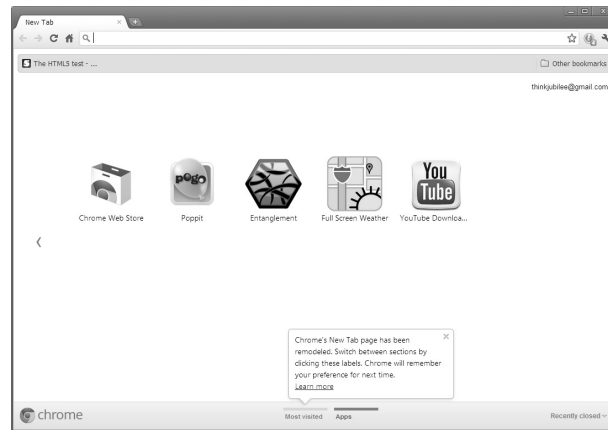 New Tab
The HTML5 test - ...
Other bookmarks
thinkjubilee@gmail.com
pogo
You
Tube
Chrome Web Store
Poppit
Entanglement
Full Screen Weather
YouTube Downloa...
Chrome's New Tab page has been
remodeled. Switch between sections by
clicking these labels. Chrome will remember
your preference for next time.
Learn more
chrome
Most visited
Apps
Recently closed